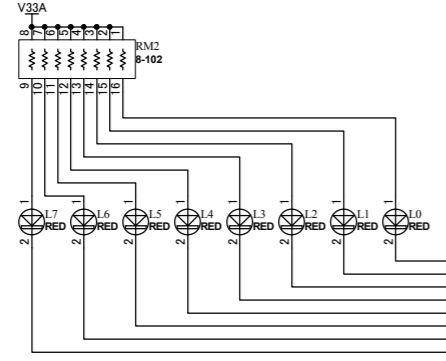 V33A
8 7 6 5 4 3 2 1
RM2
8-102
9 10 11 12 13 14 15 16
1 1 1 1 1 1 1 1
L7 L6 L5 L4 L3 L2 L1 L0
RED RED RED RED RED RED RED RED
2 2 2 2 2 2 2 2